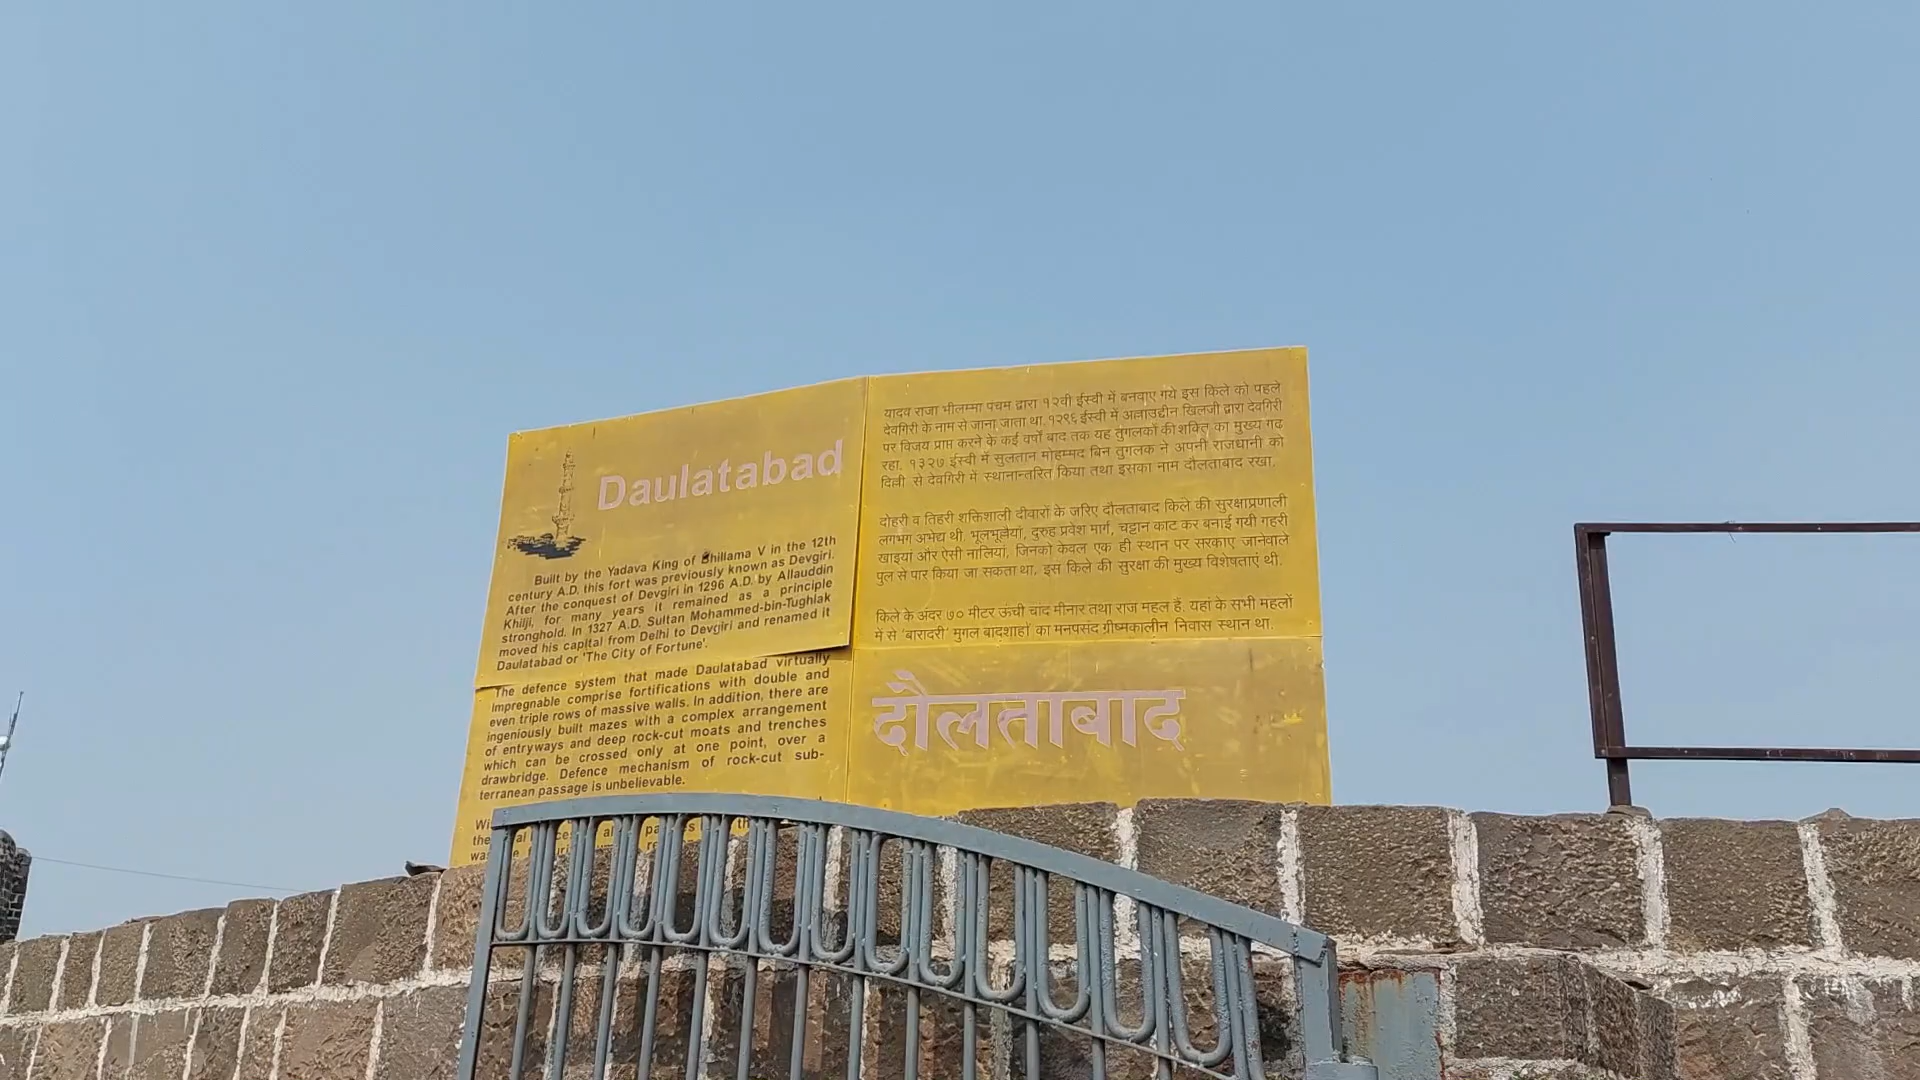 Daulatabad
Built by the Yadava King of Bhillama V in the 12th
century A.D. this fort was previously known as Devgiri.
After the conquest of Devgiri in 1296 A.D. by Allauddin
Khilji, for many years it remained as a principle
stronghold. In 1327 A.D. Sultan Mohammed-bin-Tughlak
moved his capital from Delhi to Devgiri and renamed it
Daulatabad or 'The City of Fortune'.
The defence system that made Daulatabad virtually
impregnable comprise fortifications with double and
even triple rows of massive walls. In addition, there are
ingeniously built mazes with a complex arrangement
of entryways and deep rock-cut moats and trenches
which can be crossed only at one point, over a
drawbridge. Defence mechanism of rock-cut sub-
terranean passage is unbelievable.
यादव राजा भीलम्मा पंचम द्वारा १२वी ईस्वी में बनवाए गये इस किले को पहले
देवगिरी के नाम से जाना जाता था. १२९६ ईस्वी में अल्लाउद्दीन खिलजी द्वारा देवगिरी
पर विजय प्राप्त करने के कई वर्षों बाद तक यह तुगलकों की शक्ति का मुख्य गढ
रहा. १३२७ ईस्वी में सुलतान मोहम्मद बिन तुगलक ने अपनी राजधानी को
दिल्ली से देवगिरी में स्थानान्तरित किया तथा इसका नाम दौलताबाद रखा.
दोहरी व तिहरी शक्तिशाली दीवारों के जरिए दौलताबाद किले की सुरक्षाप्रणाली
लगभग अभेद्य थी. भूलभूलैयां, दुरुह प्रवेश मार्ग, चट्टान काट कर बनाई गयी गहरी
खाइयां और ऐसी नालियां, जिनको केवल एक ही स्थान पर सरकाए जानेवाले
पुल से पार किया जा सकता था, इस किले की सुरक्षा की मुख्य विशेषताएं थी.
किले के अंदर ७० मीटर ऊंची चांद मीनार तथा राज महल हैं. यहां के सभी महलों
में से 'बारादरी' मुगल बादशाहों का मनपसंद ग्रीष्मकालीन निवास स्थान था.
दौलताबाद